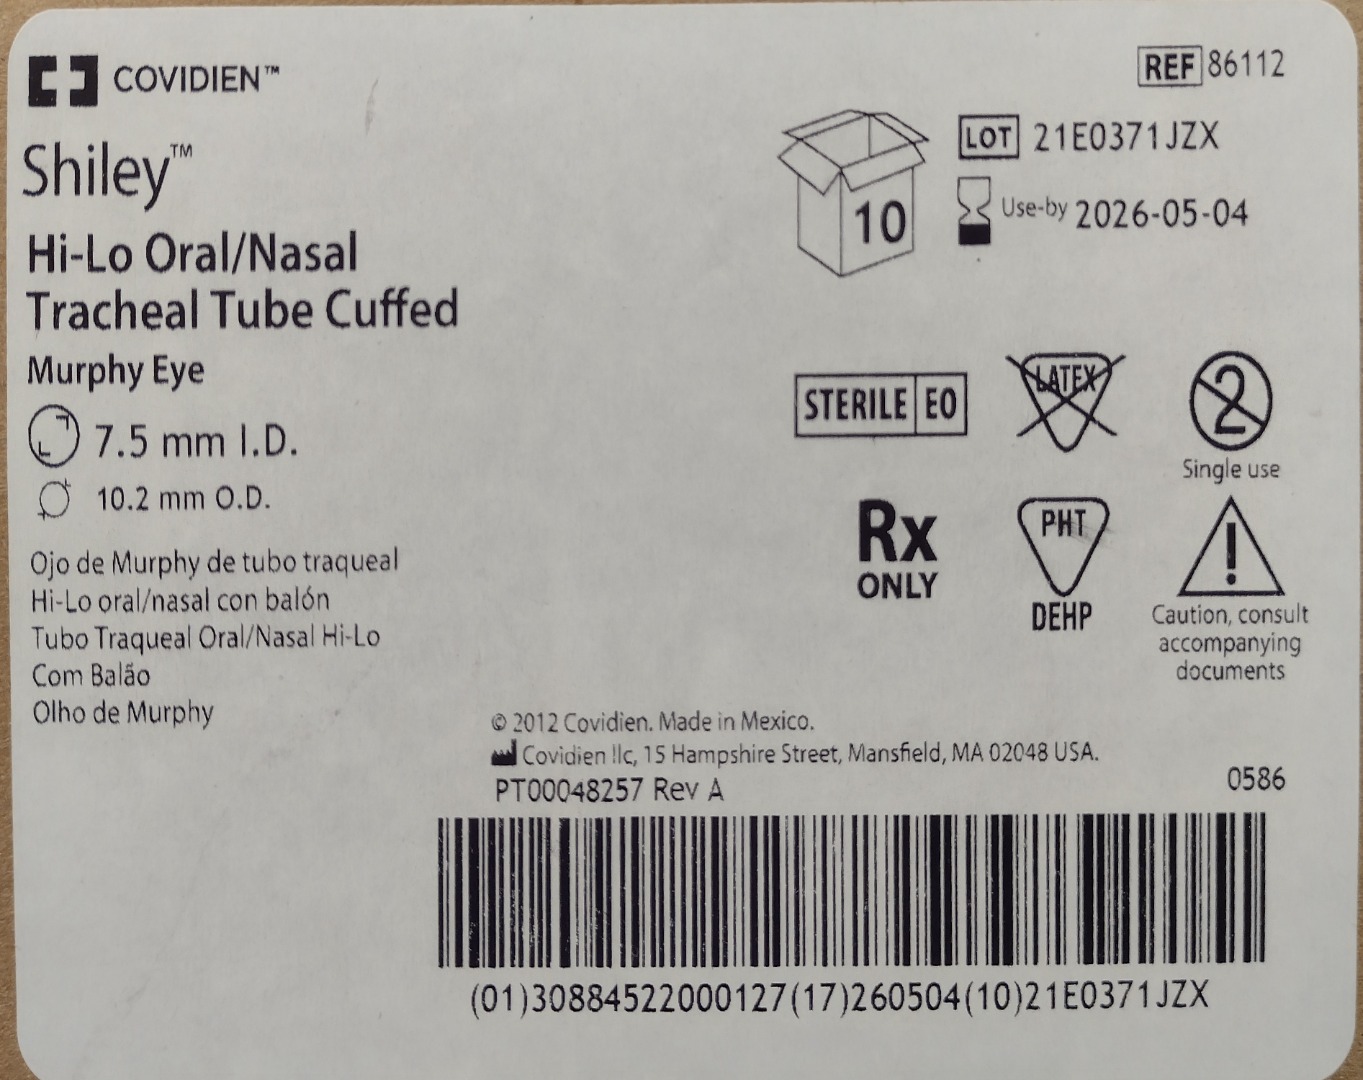 COVIDIEN™
REF 86112
Shiley™
Hi-Lo Oral/Nasal
Tracheal Tube Cuffed
Murphy Eye
7.5 mm I.D.
10.2 mm O.D.
Ojo de Murphy de tubo traqueal
Hi-Lo oral/nasal con balón
Tubo Traqueal Oral/Nasal Hi-Lo
Com Balão
Olho de Murphy
10
LOT 21E0371JZX
Use-by 2026-05-04
STERILE EO
LATEX
2
Single use
Rx
ONLY
PHT
DEHP
!
Caution, consult
accompanying
documents
© 2012 Covidien. Made in Mexico.
Covidien llc, 15 Hampshire Street, Mansfield, MA 02048 USA.
PT00048257 Rev A
0586
(01)30884522000127(17)260504(10)21E0371JZX